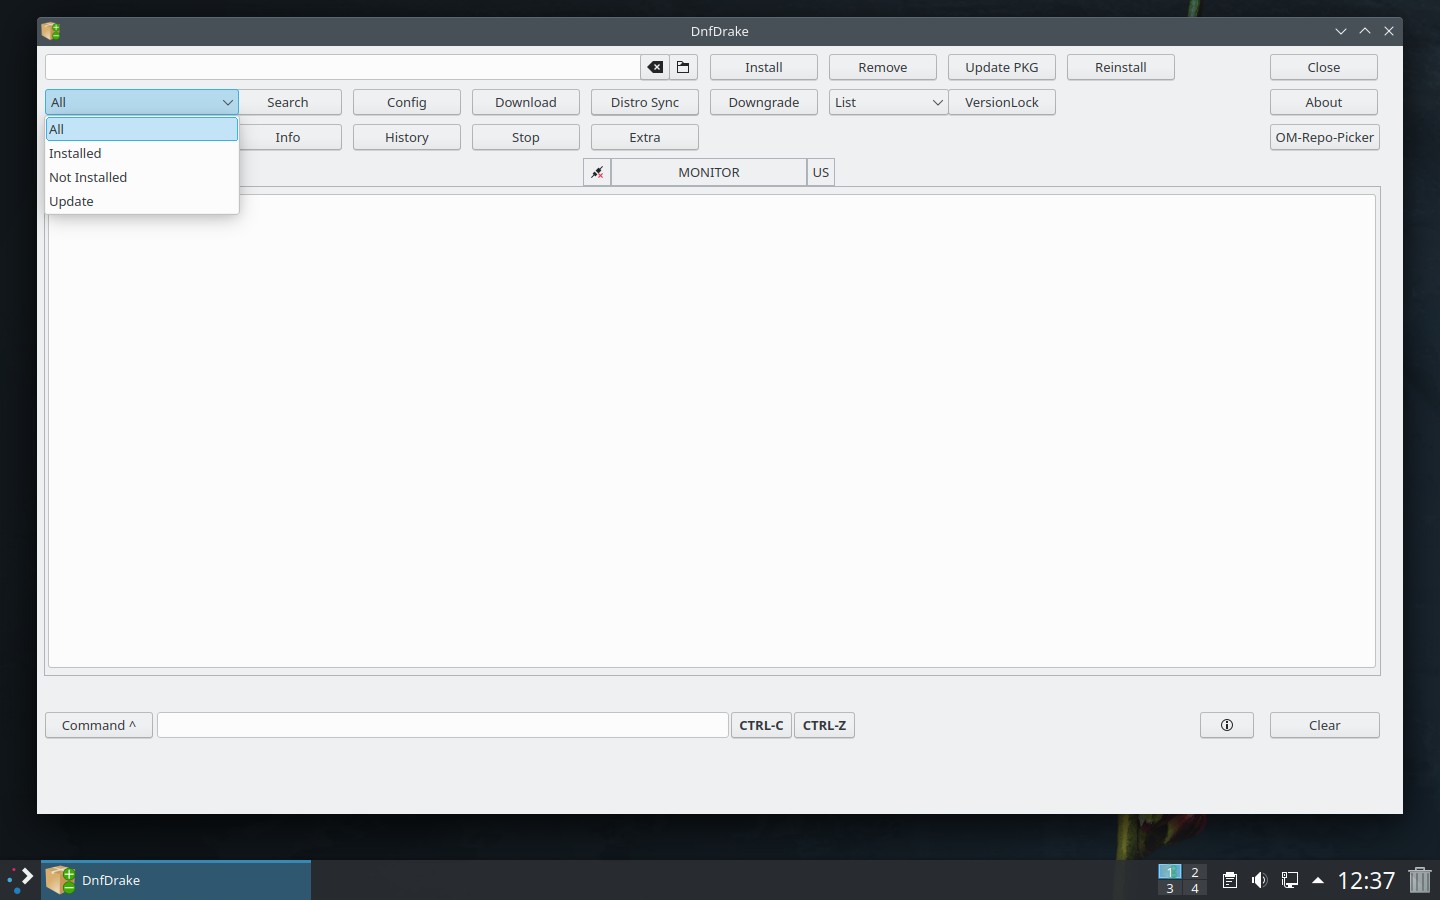 DnfDrake
Install Remove Update PKG Reinstall Close
All Search Config Download Distro Sync Downgrade List VersionLock About
All Info History Stop Extra OM-Repo-Picker
Installed
MONITOR US
Not Installed
Update
Command ^ CTRL-C CTRL-Z Clear
DnfDrake
1 2
3 4
12:37